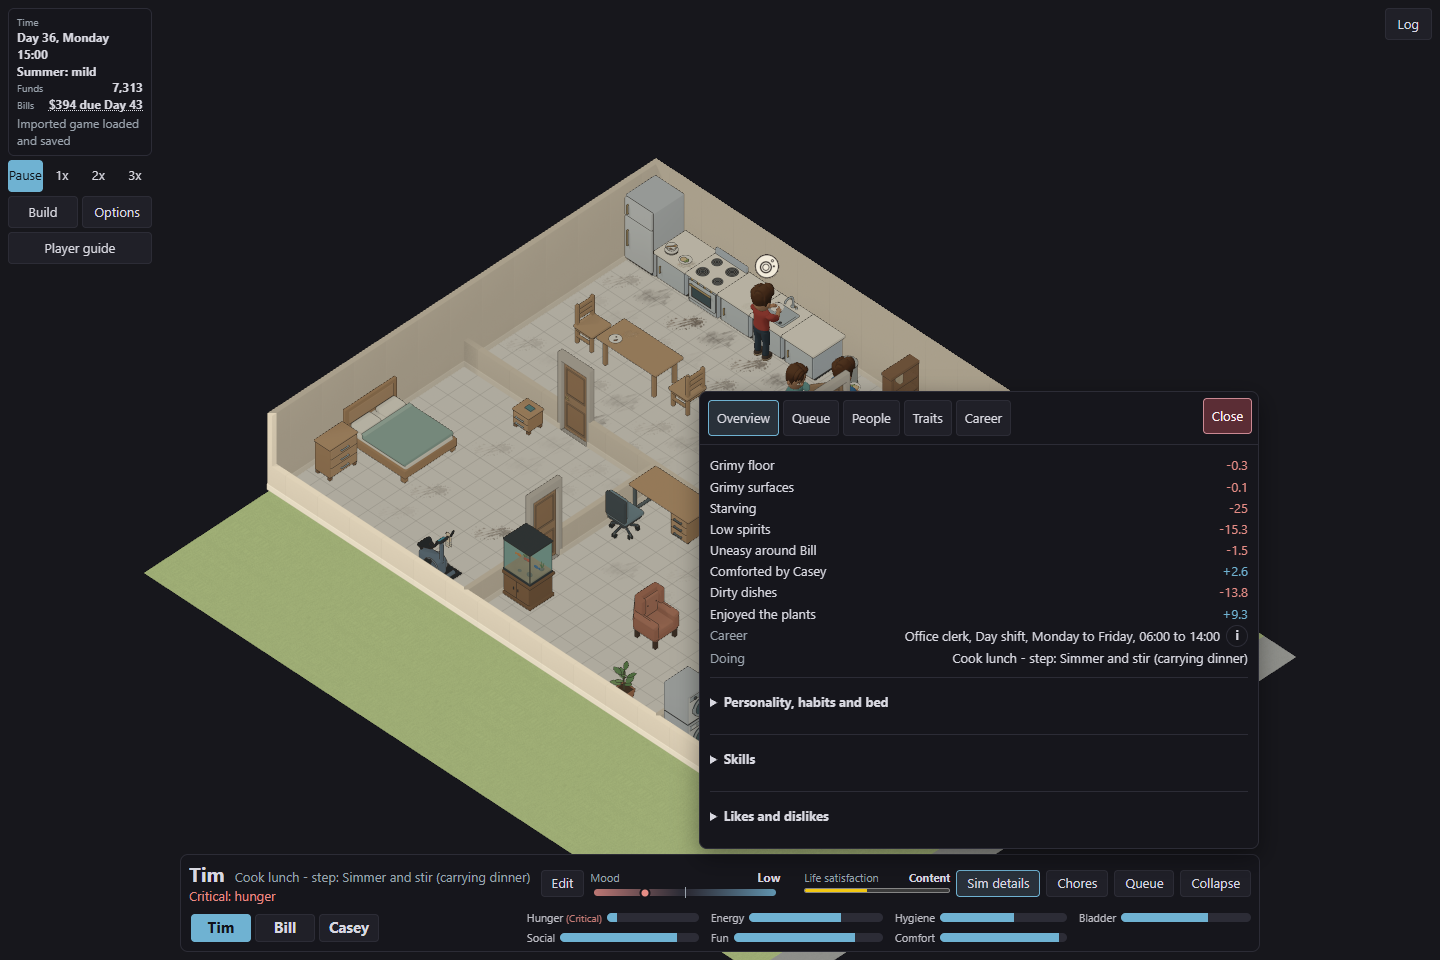 Time
Day 36, Monday
15:00
Summer: mild
Funds 7,313
Bills $394 due Day 43
Imported game loaded
and saved
Pause 1x 2x 3x
Build Options
Player guide
Log
Overview Queue People Traits Career Close
Grimy floor -0.3
Grimy surfaces -0.1
Starving -25
Low spirits -15.3
Uneasy around Bill -1.5
Comforted by Casey +2.6
Dirty dishes -13.8
Enjoyed the plants +9.3
Career Office clerk, Day shift, Monday to Friday, 06:00 to 14:00 i
Doing Cook lunch - step: Simmer and stir (carrying dinner)
Personality, habits and bed
Skills
Likes and dislikes
Tim Cook lunch - step: Simmer and stir (carrying dinner)
Critical: hunger
Tim Bill Casey
Edit
Mood Low
Life satisfaction Content
Sim details Chores Queue Collapse
Hunger (Critical) Energy Hygiene Bladder
Social Fun Comfort